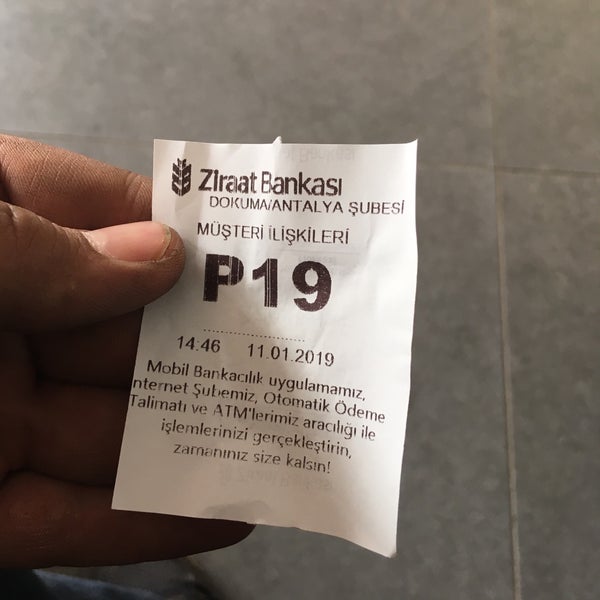 Ziraat Bankası
DOKUMA/ANTALYA ŞUBESİ
MÜŞTERİ İLİŞKİLERİ
P19
14:46 11.01.2019
Mobil Bankacılık uygulamamız,
nternet Şubemiz, Otomatik Ödeme
Talimatı ve ATM'lerimiz aracılığı ile
işlemlerinizi gerçekleştirin,
zamanınız size kalsın!